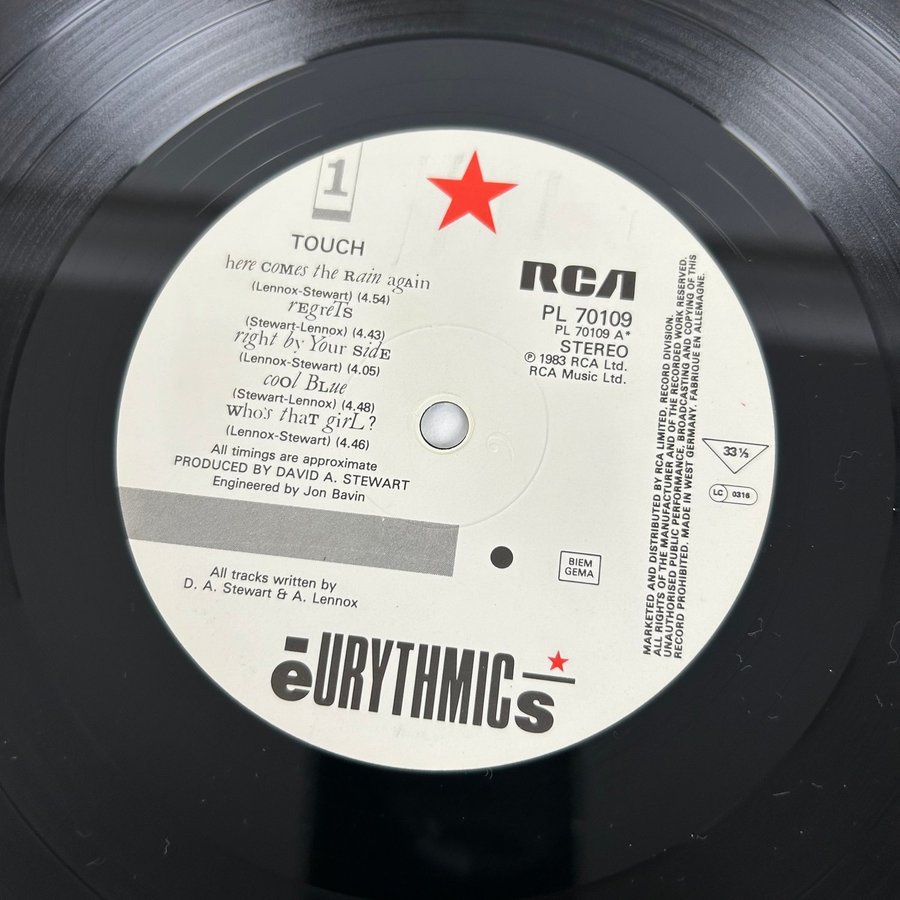 1
TOUCH
here COMes the Rain again
(Lennox-Stewart) (4.54)
rEgreTs
(Stewart-Lennox) (4.43)
right by YOur SidE
(Lennox-Stewart) (4.05)
coOl BLue
(Stewart-Lennox) (4.48)
Who's thaT girL?
(Lennox-Stewart) (4.46)
All timings are approximate
PRODUCED BY DAVID A. STEWART
Engineered by Jon Bavin
All tracks written by
D. A. Stewart & A. Lennox
RCA
PL 70109
PL 70109 A*
STEREO
℗ 1983 RCA Ltd.
RCA Music Ltd.
BIEM
GEMA
33⅓
LC 0316
MARKETED AND DISTRIBUTED BY RCA LIMITED, RECORD DIVISION.
ALL RIGHTS OF THE MANUFACTURER AND OF THE RECORDED WORK RESERVED.
UNAUTHORISED PUBLIC PERFORMANCE, BROADCASTING AND COPYING OF THIS
RECORD PROHIBITED. MADE IN WEST GERMANY. FABRIQUE EN ALLEMAGNE.
ēURYTHMICs